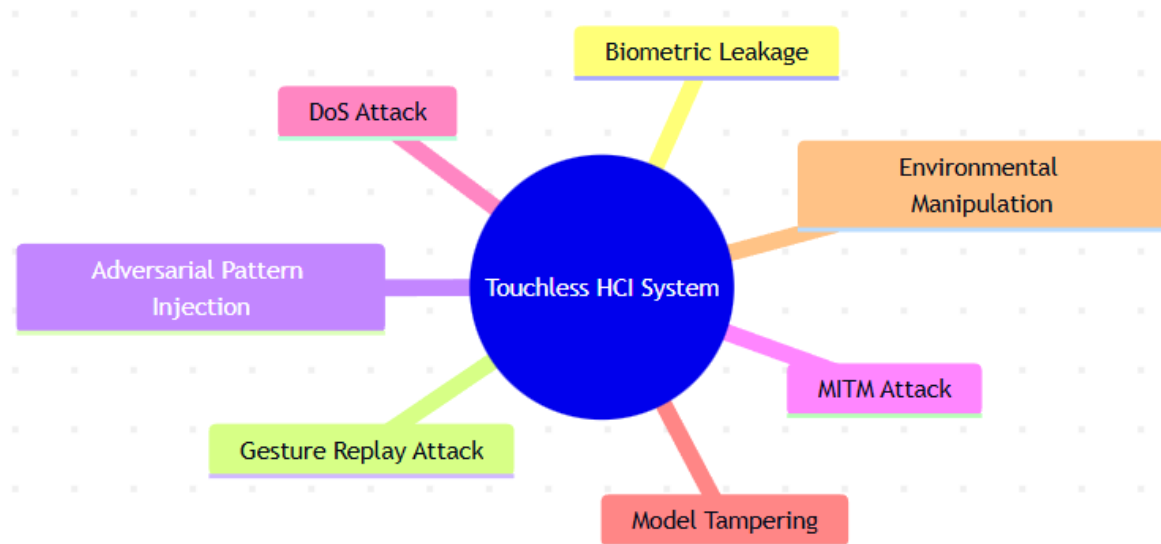 Biometric Leakage
DoS Attack
Environmental
Manipulation
Adversarial Pattern
Injection
Touchless HCI System
MITM Attack
Gesture Replay Attack
Model Tampering